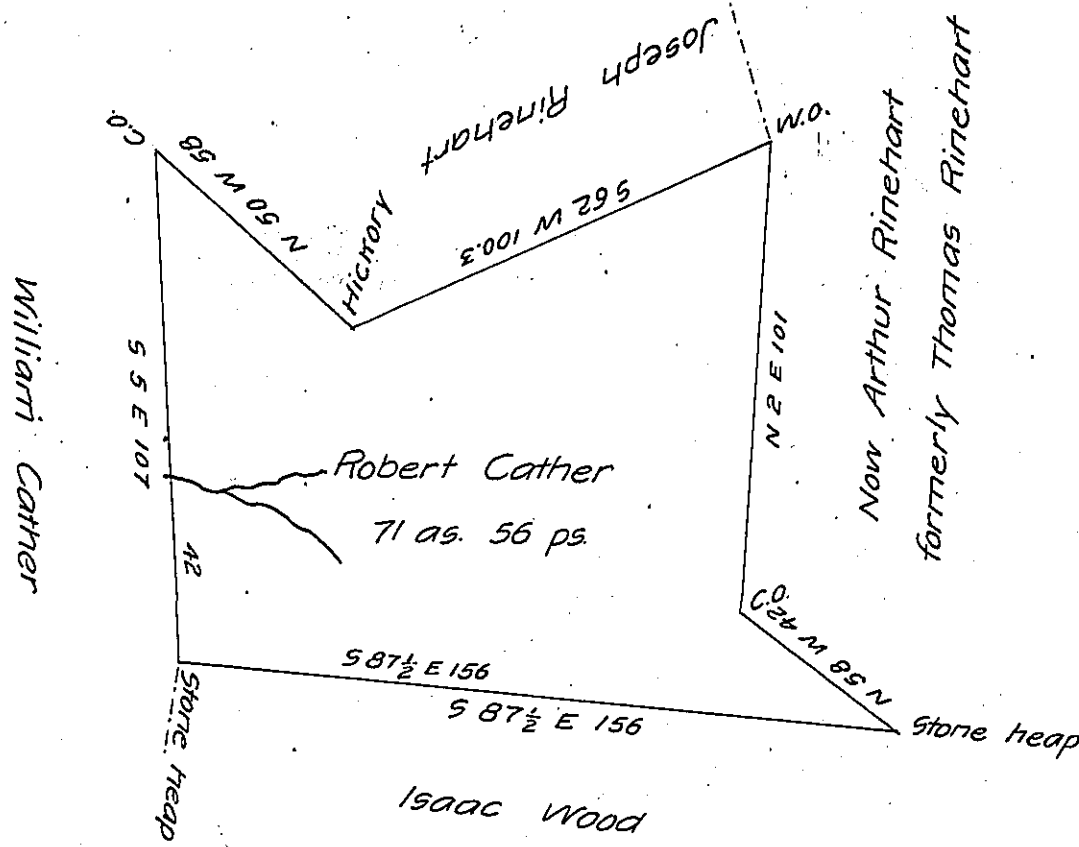 Joseph Rinehart
C.O.
N 50 W 58
Hickory
S 62 W 100.3
W.O.
Now Arthur Rinehart
formerly Thomas Rinehart
N 2 E 101
William Cather
S 5 E 107
42
Robert Cather
71 as. 56 ps.
C.O.
N 58 W 42
S 87½ E 156
S 87½ E 156
Stone heap
Stone heap
Isaac Wood